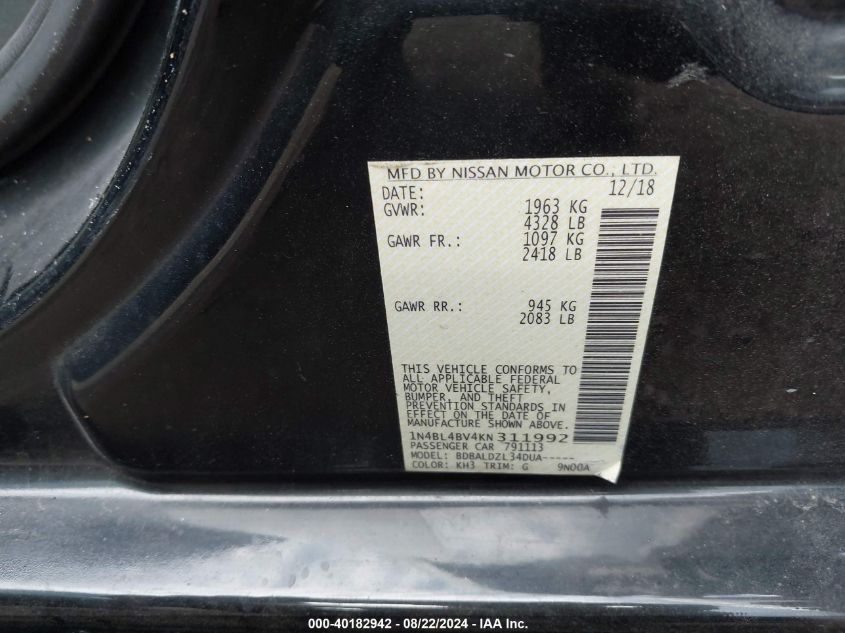 MFD BY NISSAN MOTOR CO., LTD.
DATE: 12/18
GVWR: 1963 KG
4328 LB
GAWR FR.: 1097 KG
2418 LB
GAWR RR.: 945 KG
2083 LB
THIS VEHICLE CONFORMS TO
ALL APPLICABLE FEDERAL
MOTOR VEHICLE SAFETY,
BUMPER, AND THEFT
PREVENTION STANDARDS IN
EFFECT ON THE DATE OF
MANUFACTURE SHOWN ABOVE.
1N4BL4BV4KN311992
PASSENGER CAR 791113
MODEL: BDBALDZL34DUA-----
COLOR: KH3 TRIM: G 9N00A
000-40182942 - 08/22/2024 - IAA Inc.